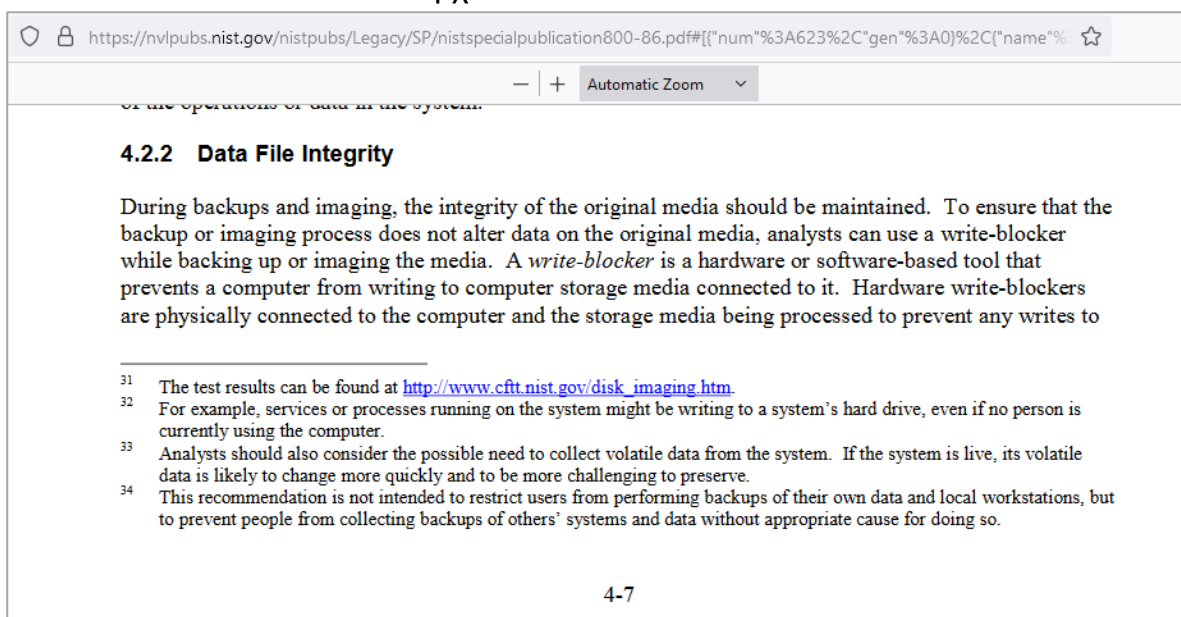 https://nvlpubs.nist.gov/nistpubs/Legacy/SP/nistspecialpublication800-86.pdf#[{"num"%3A623%2C"gen"%3A0}%2C{"name"%
Automatic Zoom
of the operations or data in the system.
4.2.2 Data File Integrity
During backups and imaging, the integrity of the original media should be maintained. To ensure that the
backup or imaging process does not alter data on the original media, analysts can use a write-blocker
while backing up or imaging the media. A write-blocker is a hardware or software-based tool that
prevents a computer from writing to computer storage media connected to it. Hardware write-blockers
are physically connected to the computer and the storage media being processed to prevent any writes to
31 The test results can be found at http://www.cftt.nist.gov/disk_imaging.htm.
32 For example, services or processes running on the system might be writing to a system's hard drive, even if no person is
currently using the computer.
33 Analysts should also consider the possible need to collect volatile data from the system. If the system is live, its volatile
data is likely to change more quickly and to be more challenging to preserve.
34 This recommendation is not intended to restrict users from performing backups of their own data and local workstations, but
to prevent people from collecting backups of others' systems and data without appropriate cause for doing so.
4-7